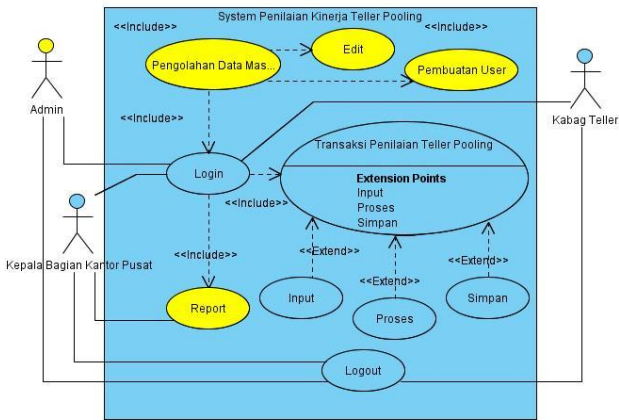 System Penilaian Kinerja Teller Pooling
<<Include>>
<<Include>>
Edit
Pengolahan Data Mas...
Pembuatan User
Admin
Kabag Teller
<<Include>>
Transaksi Penilaian Teller Pooling
Login
Extension Points
Input
Proses
Simpan
<<Include>>
Kepala Bagian Kantor Pusat
<<Include>>
<<Extend>>
<<Extend>>
<<Extend>>
Report
Input
Proses
Simpan
Logout